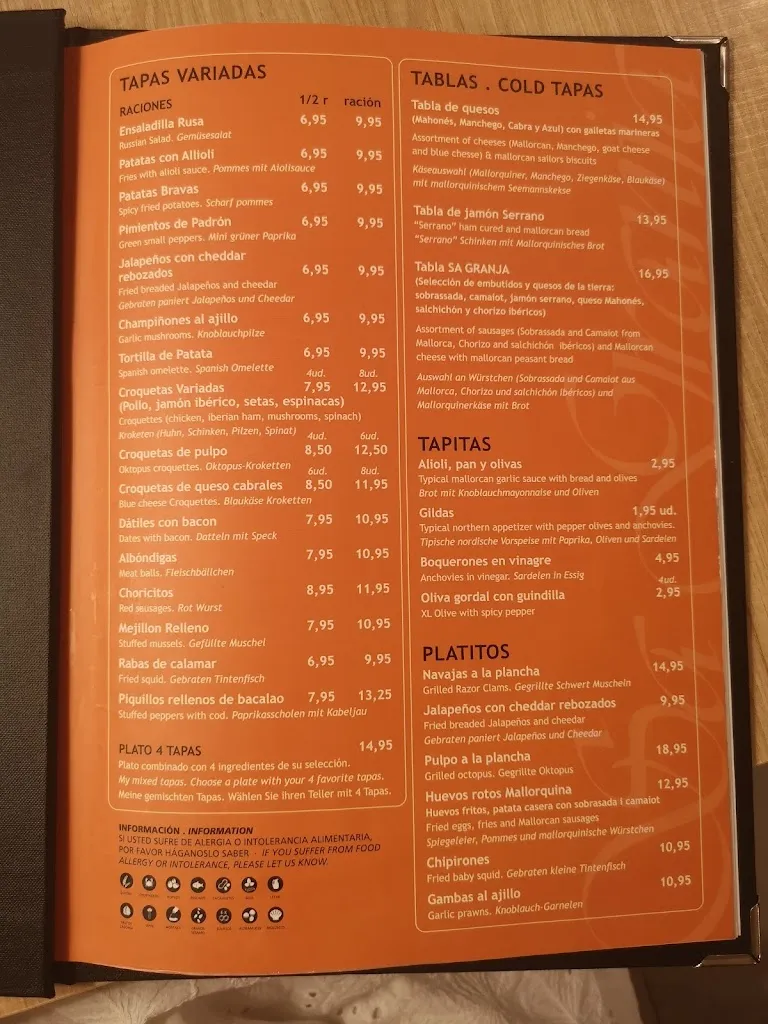 TAPAS VARIADAS
RACIONES 1/2 r ración
Ensaladilla Rusa 6,95 9,95
Russian Salad. Gemüsesalat
Patatas con Allioli 6,95 9,95
Fries with alioli sauce. Pommes mit Aiolisauce
Patatas Bravas 6,95 9,95
Spicy fried potatoes. Scharf pommes
Pimientos de Padrón 6,95 9,95
Green small peppers. Mini grüner Paprika
Jalapeños con cheddar
rebozados 6,95 9,95
Fried breaded Jalapeños and cheedar
Gebraten paniert Jalapeños und Cheedar
Champiñones al ajillo 6,95 9,95
Garlic mushrooms. Knoblauchpilze
Tortilla de Patata 6,95 9,95
Spanish omelette. Spanish Omelette
4ud. 8ud.
Croquetas Variadas 7,95 12,95
(Pollo, jamón ibérico, setas, espinacas)
Croquettes (chicken, iberian ham, mushrooms, spinach)
Kroketen (Huhn, Schinken, Pilzen, Spinat)
4ud. 6ud.
Croquetas de pulpo 8,50 12,50
Oktopus croquettes. Oktopus-Kroketten
6ud. 8ud.
Croquetas de queso cabrales 8,50 11,95
Blue cheese Croquettes. Blaukäse Kroketten
Dátiles con bacon 7,95 10,95
Dates with bacon. Datteln mit Speck
Albóndigas 7,95 10,95
Meat balls. Fleischbällchen
Choricitos 8,95 11,95
Red sausages. Rot Wurst
Mejillon Relleno 7,95 10,95
Stuffed mussels. Gefüllte Muschel
Rabas de calamar 6,95 9,95
Fried squid. Gebraten Tintenfisch
Piquillos rellenos de bacalao 7,95 13,25
Stuffed peppers with cod. Paprikasscholen mit Kabeljau
PLATO 4 TAPAS 14,95
Plato combinado con 4 ingredientes de su selección.
My mixed tapas. Choose a plate with your 4 favorite tapas.
Meine gemischten Tapas. Wählen Sie Ihren Teller mit 4 Tapas.
INFORMACIÓN . INFORMATION
SI USTED SUFRE DE ALERGIA O INTOLERANCIA ALIMENTARIA,
POR FAVOR HÁGANOSLO SABER - IF YOU SUFFER FROM FOOD
ALLERGY OR INTOLERANCE, PLEASE LET US KNOW.
TABLAS . COLD TAPAS
Tabla de quesos 14,95
(Mahonés, Manchego, Cabra y Azul) con galletas marineras
Assortment of cheeses (Mallorcan, Manchego, goat cheese
and blue chesse) & mallorcan sailors biscuits
Käseauswahl (Mallorquiner, Manchego, Ziegenkäse, Blaukäse)
mit mallorquinischem Seemannskekse
Tabla de jamón Serrano 13,95
"Serrano" ham cured and mallorcan bread
"Serrano" Schinken mit Mallorquinisches Brot
Tabla SA GRANJA 16,95
(Selección de embutidos y quesos de la tierra:
sobrassada, camaiot, jamón serrano, queso Mahonés,
salchichón y chorizo ibéricos)
Assortment of sausages (Sobrassada and Camaiot from
Mallorca, Chorizo and salchichón ibéricos) and Mallorcan
cheese with mallorcan peasant bread
Auswahl an Würstchen (Sobrassada und Camaiot aus
Mallorca, Chorizo und salchichón ibéricos) und
Mallorquinerkäse mit Brot
TAPITAS
Alioli, pan y olivas 2,95
Typical mallorcan garlic sauce with bread and olives
Brot mit Knoblauchmayonnaise und Oliven
Gildas 1,95 ud.
Typical northern appetizer with pepper olives and anchovies.
Tipische nordische Vorspeise mit Paprika, Oliven und Sardelen
Boquerones en vinagre 4,95
Anchovies in vinegar. Sardelen in Essig
4ud.
Oliva gordal con guindilla 2,95
XL Olive with spicy pepper
PLATITOS
Navajas a la plancha 14,95
Grilled Razor Clams. Gegrillte Schwert Muscheln
Jalapeños con cheddar rebozados 9,95
Fried breaded Jalapeños and cheedar
Gebraten paniert Jalapeños und Cheedar
Pulpo a la plancha 18,95
Grilled octopus. Gegrilite Oktopus
Huevos rotos Mallorquina 12,95
Huevos fritos, patata casera con sobrasada i camaiot
Fried eggs, fries and Mallorcan sausages
Spiegeleier, Pommes und mallorquinische Würstchen
Chipirones 10,95
Fried baby squid. Gebraten kleine Tintenfisch
Gambas al ajillo 10,95
Garlic prawns. Knoblauch-Garnelen